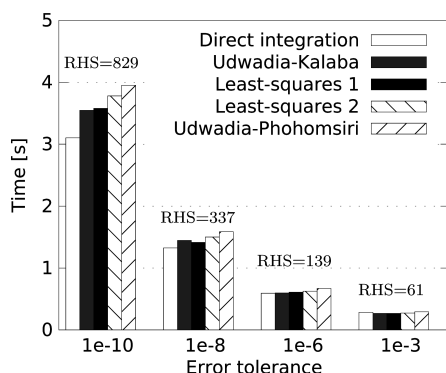 5
4
3
2
1
0
Time [s]
Direct integration
Udwadia-Kalaba
Least-squares 1
Least-squares 2
Udwadia-Phohomsiri
RHS=829
RHS=337
RHS=139
RHS=61
1e-10
1e-8
1e-6
1e-3
Error tolerance